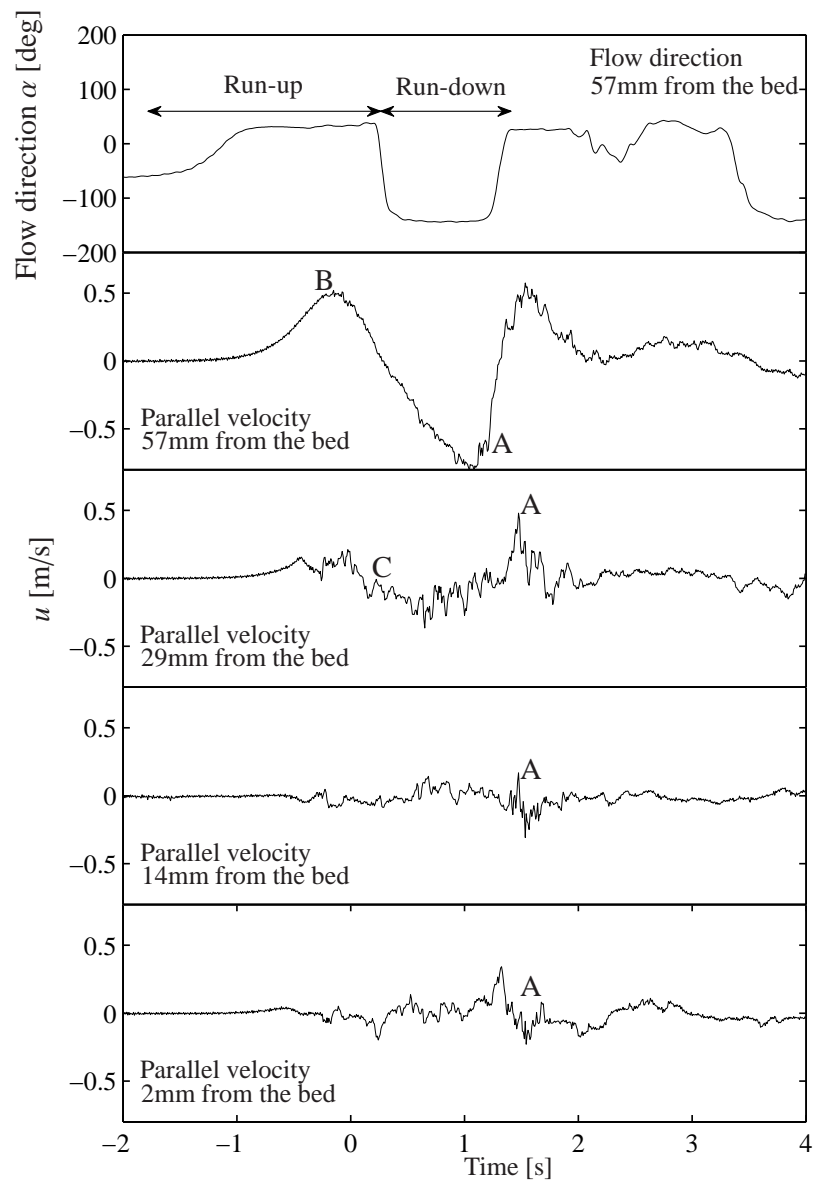 Flow direction α [deg]
200
100
0
−100
−200
Run-up
Run-down
Flow direction
57mm from the bed
0.5
0
−0.5
B
A
Parallel velocity
57mm from the bed
u [m/s]
0.5
0
−0.5
A
C
Parallel velocity
29mm from the bed
0.5
0
−0.5
A
Parallel velocity
14mm from the bed
0.5
0
−0.5
A
Parallel velocity
2mm from the bed
−2 −1 0 1 2 3 4
Time [s]